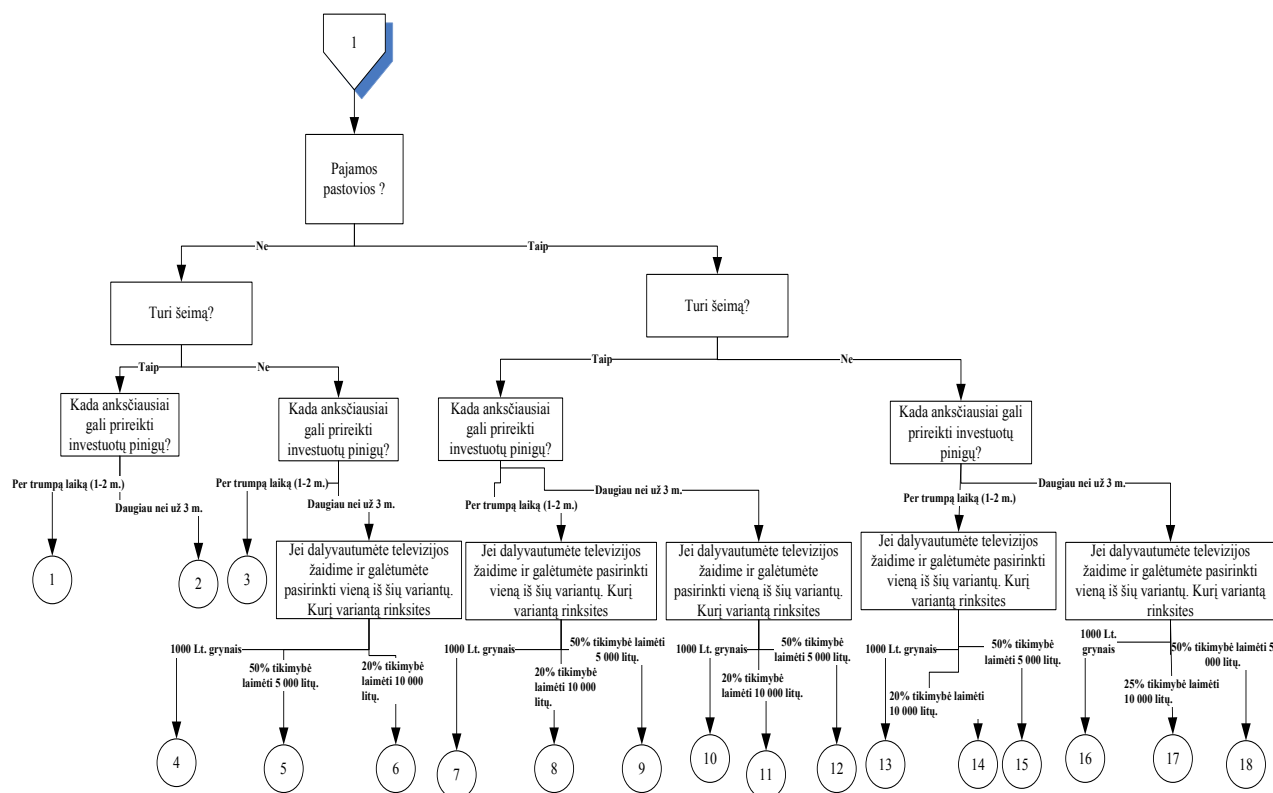 1
Pajamos
pastovios ?
Ne
Taip
Turi šeimą?
Turi šeimą?
Taip
Ne
Taip
Ne
Kada anksčiausiai
gali prireikti
investuotų pinigų?
Kada anksčiausiai
gali prireikti
investuotų pinigų?
Kada anksčiausiai
gali prireikti
investuotų pinigų?
Kada anksčiausiai gali
prireikti investuotų
pinigų?
Per trumpą laiką (1-2 m.)
Daugiau nei už 3 m.
Per trumpą laiką (1-2 m.)
Daugiau nei už 3 m.
Per trumpą laiką (1-2 m.)
Daugiau nei už 3 m.
Per trumpą laiką (1-2 m.)
Daugiau nei už 3 m.
1
2
3
Jei dalyvautumėte televizijos
žaidime ir galėtumėte
pasirinkti vieną iš šių variantų.
Kurį variantą rinksites
Jei dalyvautumėte televizijos
žaidime ir galėtumėte
pasirinkti vieną iš šių
variantų. Kurį variantą
rinksites
Jei dalyvautumėte televizijos
žaidime ir galėtumėte
pasirinkti vieną iš šių variantų.
Kurį variantą rinksites
Jei dalyvautumėte televizijos
žaidime ir galėtumėte
pasirinkti vieną iš šių variantų.
Kurį variantą rinksites
Jei dalyvautumėte televizijos
žaidime ir galėtumėte pasirinkti
vieną iš šių variantų. Kurį
variantą rinksites
1000 Lt. grynais
50% tikimybė
laimėti 5 000 litų.
20% tikimybė
laimėti 10 000
litų.
1000 Lt. grynais
20% tikimybė
laimėti 10 000
litų.
50% tikimybė laimėti
5 000 litų.
1000 Lt. grynais
20% tikimybė
laimėti 10 000 litų.
50% tikimybė
laimėti 5 000 litų.
1000 Lt. grynais
20% tikimybė laimėti
10 000 litų.
50% tikimybė
laimėti 5 000 litų.
1000 Lt.
grynais
25% tikimybė laimėti
10 000 litų.
50% tikimybė laimėti 5
000 litų.
4
5
6
7
8
9
10
11
12
13
14
15
16
17
18